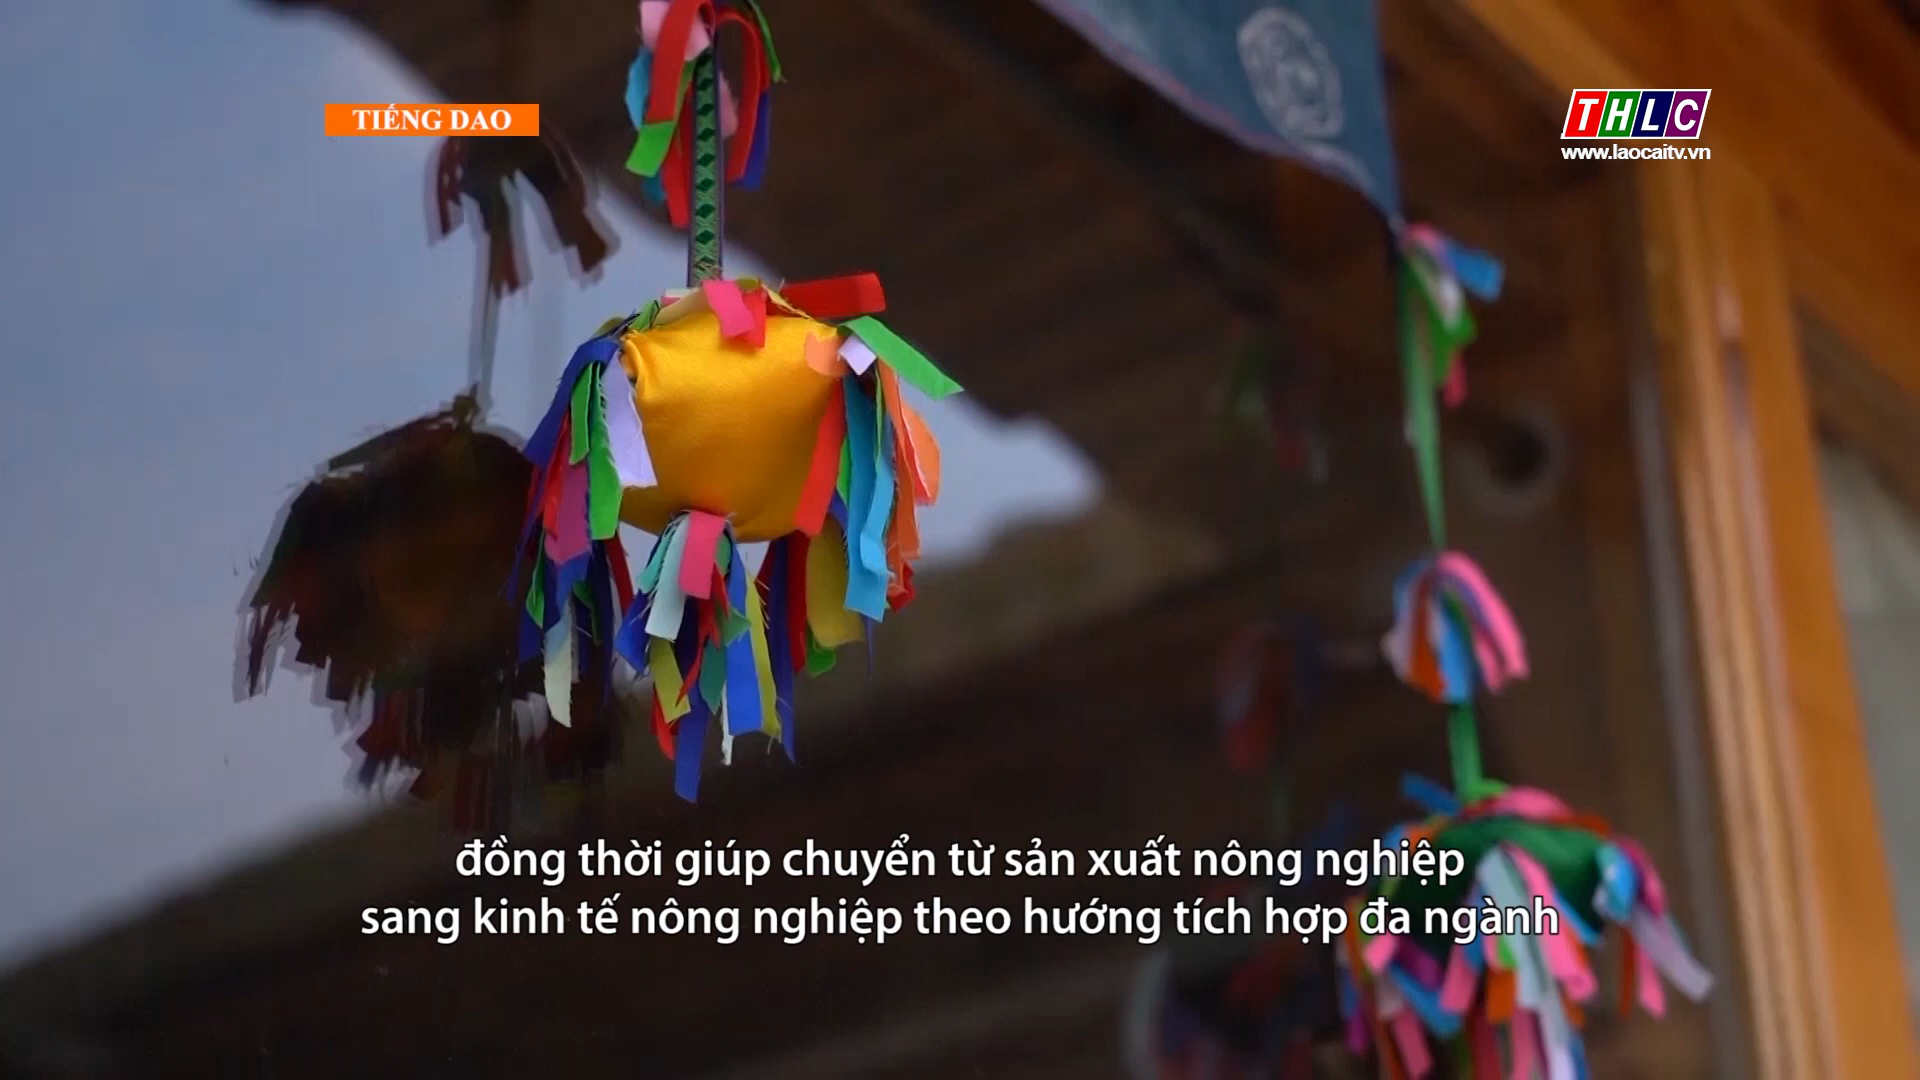 TIẾNG DAO
THLC
www.laocaitv.vn
đồng thời giúp chuyển từ sản xuất nông nghiệp
sang kinh tế nông nghiệp theo hướng tích hợp đa ngành